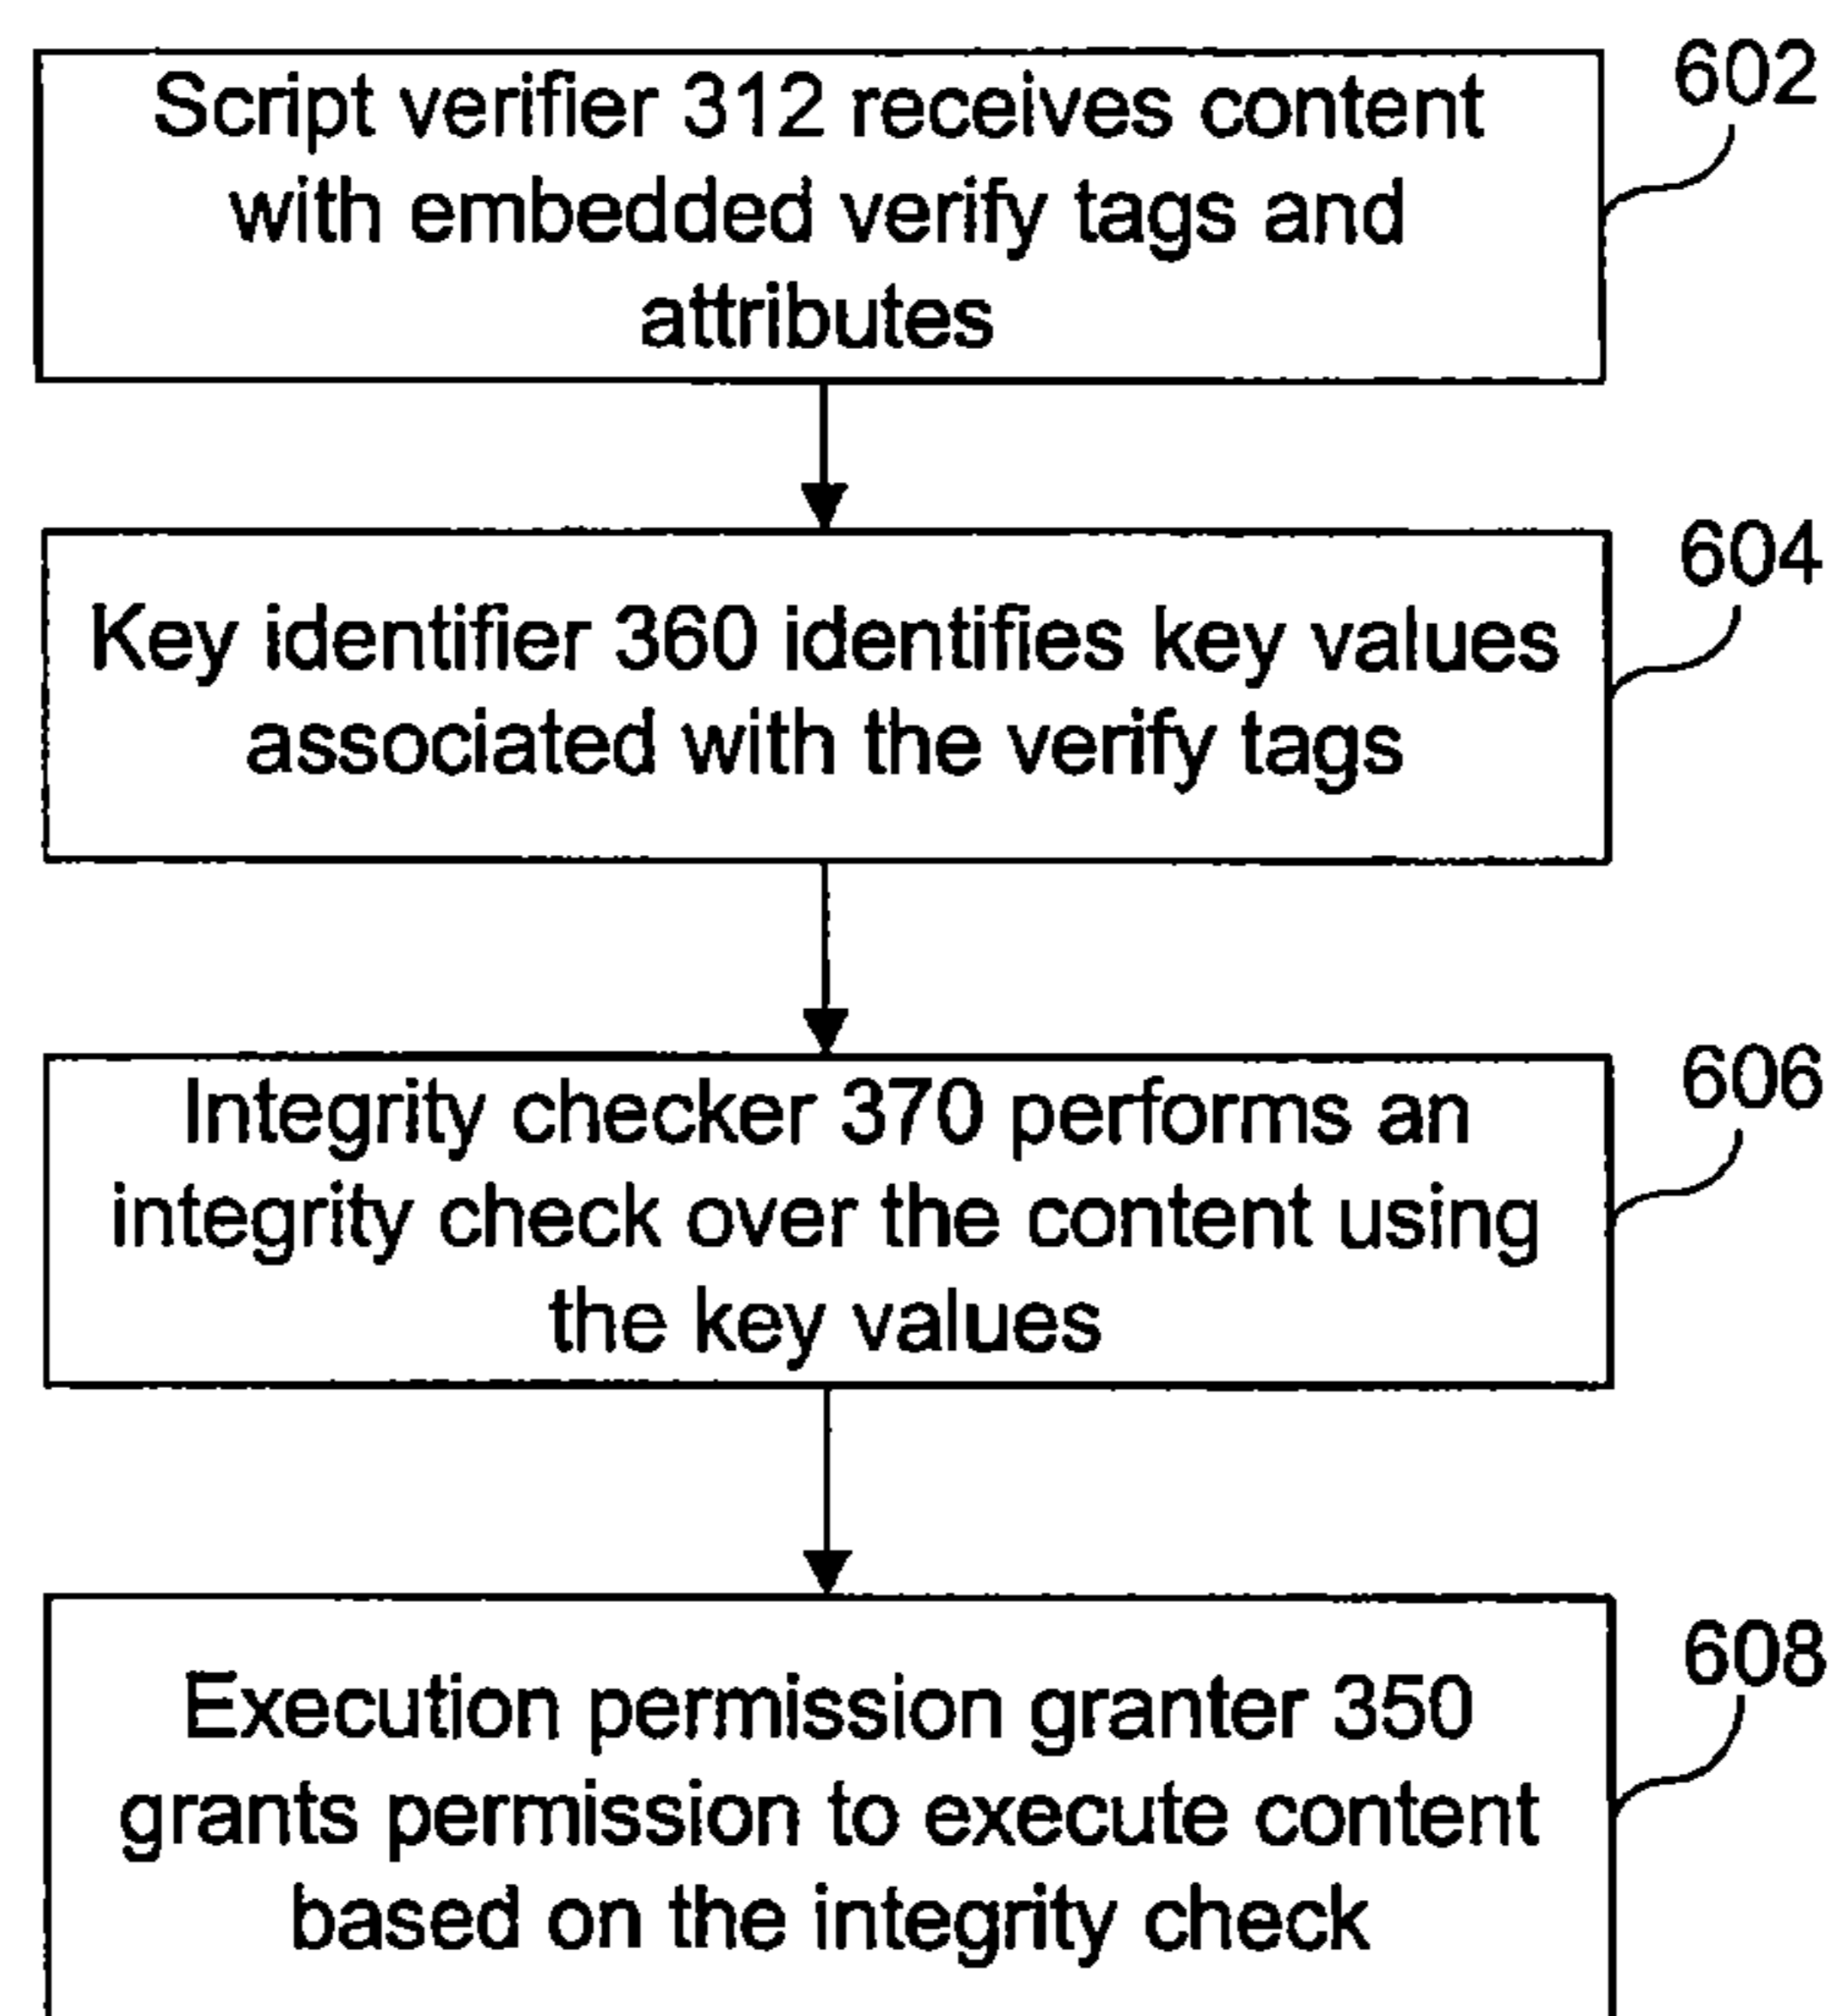 602
Script verifier 312 receives content
with embedded verify tags and
attributes
604
Key identifier 360 identifies key values
associated with the verify tags
606
Integrity checker 370 performs an
integrity check over the content using
the key values
608
Execution permission granter 350
grants permission to execute content
based on the integrity check